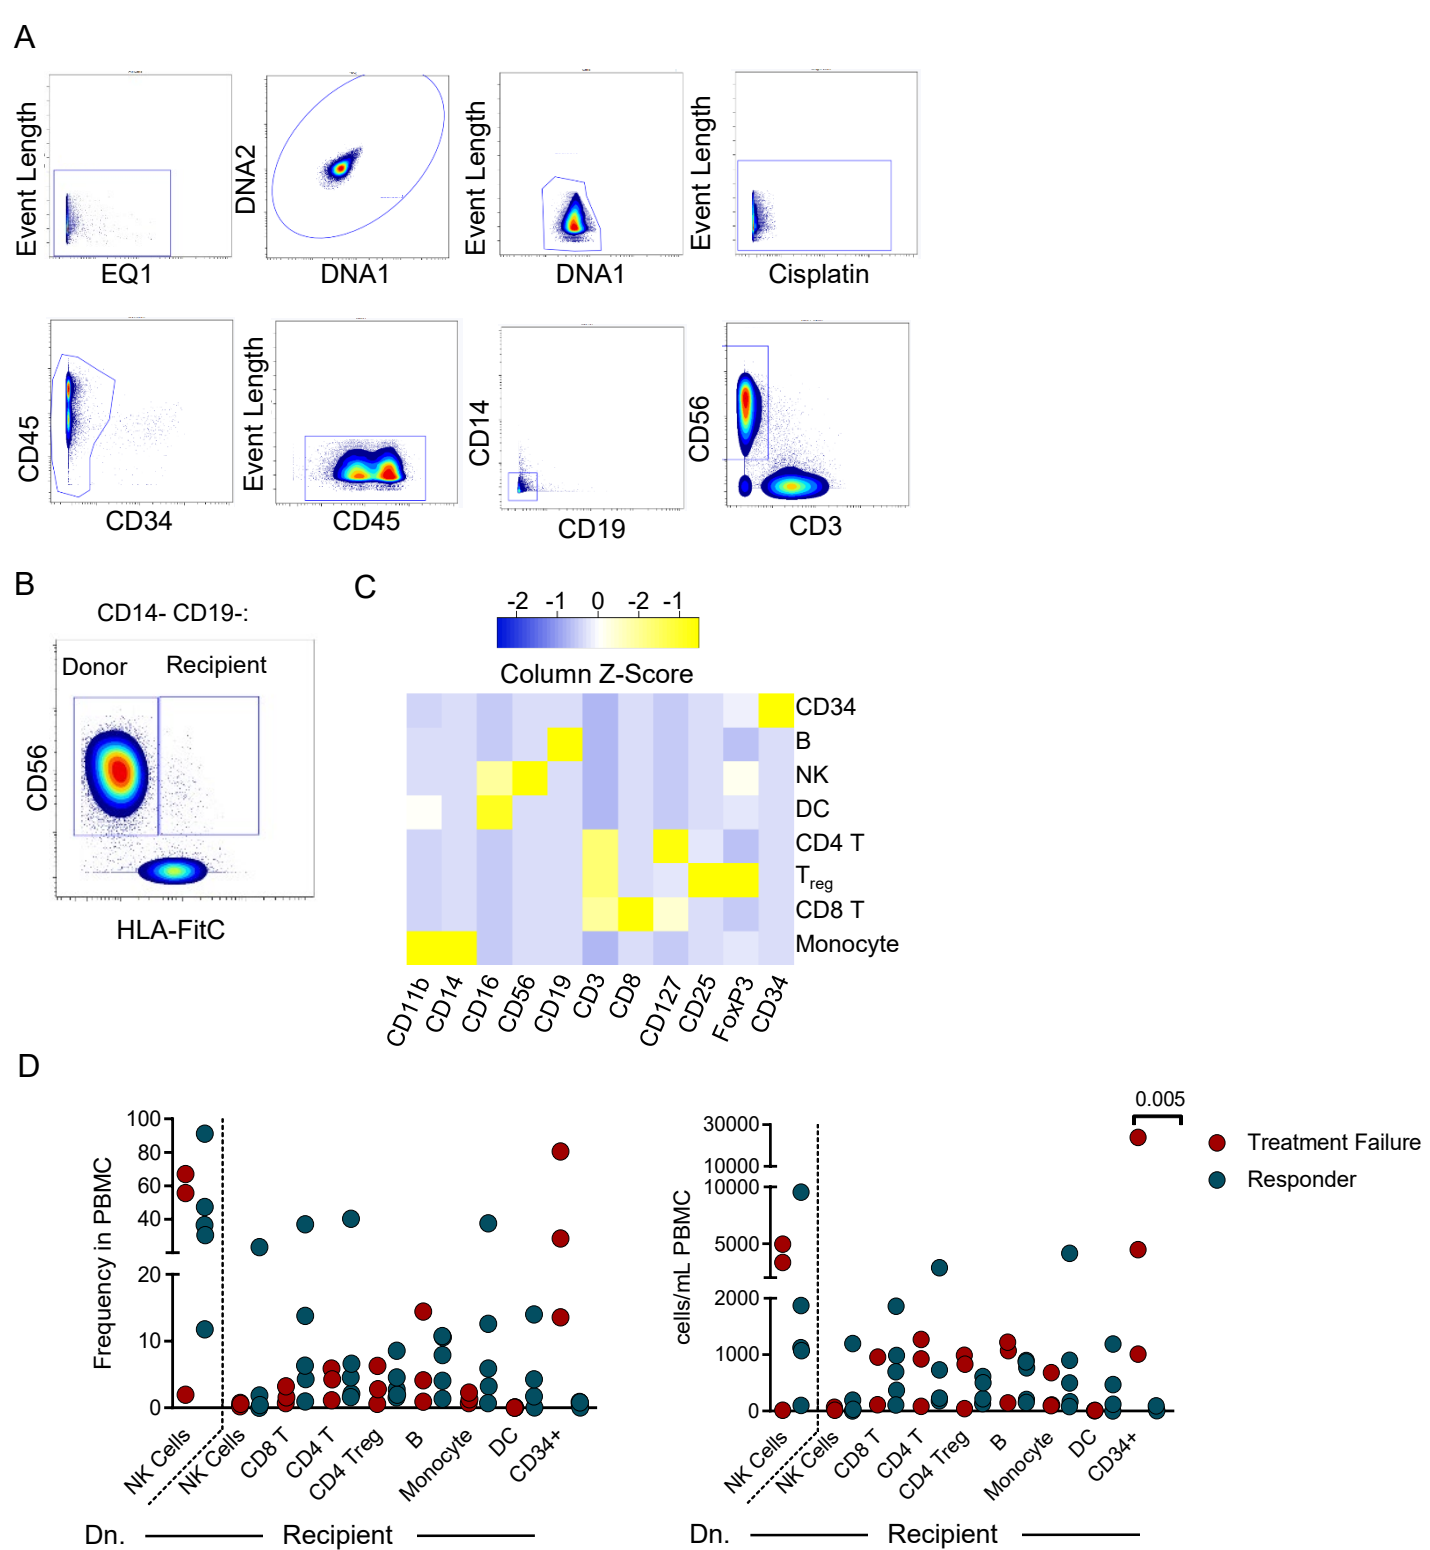 A
Event Length
EQ1
DNA2
DNA1
Event Length
DNA1
Event Length
Cisplatin
CD45
CD34
Event Length
CD45
CD14
CD19
CD56
CD3
B
CD14- CD19-:
Donor
Recipient
CD56
HLA-FitC
C
-2 -1 0 -2 -1
Column Z-Score
CD34
B
NK
DC
CD4 T
Treg
CD8 T
Monocyte
CD11b
CD14
CD16
CD56
CD19
CD3
CD8
CD127
CD25
FoxP3
CD34
D
Frequency in PBMC
100
80
60
40
20
10
0
NK Cells
NK Cells
CD8 T
CD4 T
CD4 Treg
B
Monocyte
DC
CD34+
Dn.
Recipient
cells/mL PBMC
30000
10000
10000
5000
2000
1000
0
0.005
NK Cells
NK Cells
CD8 T
CD4 T
CD4 Treg
B
Monocyte
DC
CD34+
Dn.
Recipient
Treatment Failure
Responder